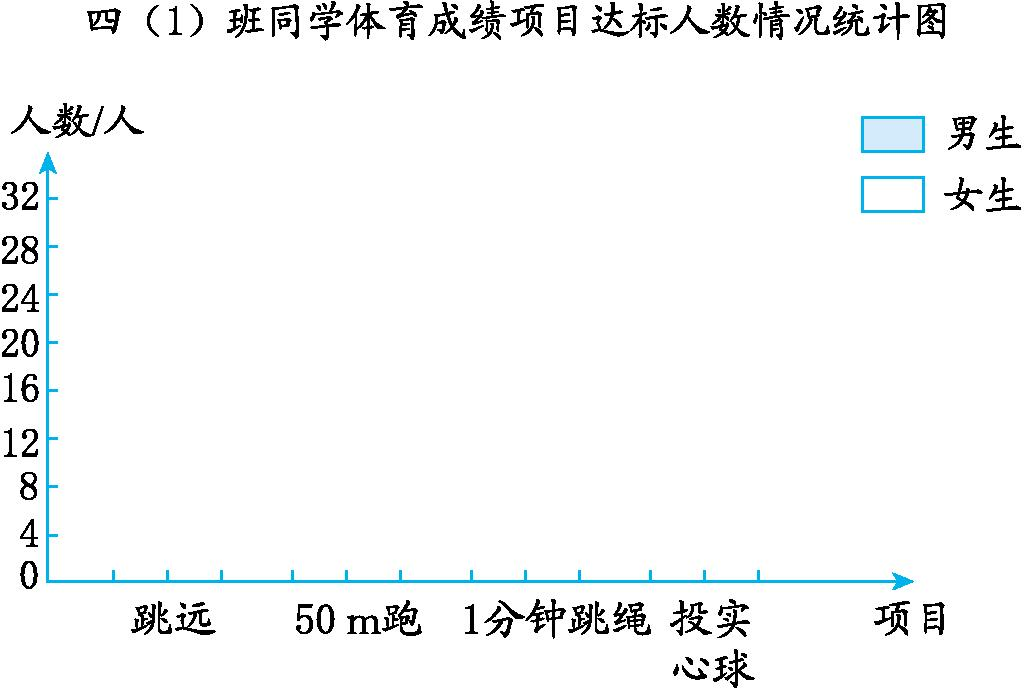 四（1）班同学体育成绩项目达标人数情况统计图
人数/人
男生
女生
32
28
24
20
16
12
8
4
0
跳远 50 m跑 1分钟跳绳 投实心球 项目